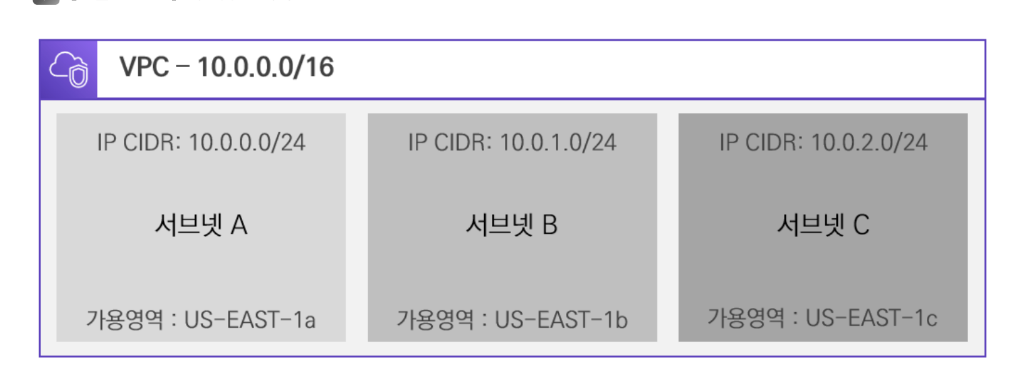 VPC – 10.0.0.0/16
IP CIDR: 10.0.0.0/24
서브넷 A
가용영역 : US-EAST-1a
IP CIDR: 10.0.1.0/24
서브넷 B
가용영역 : US-EAST-1b
IP CIDR: 10.0.2.0/24
서브넷 C
가용영역 : US-EAST-1c